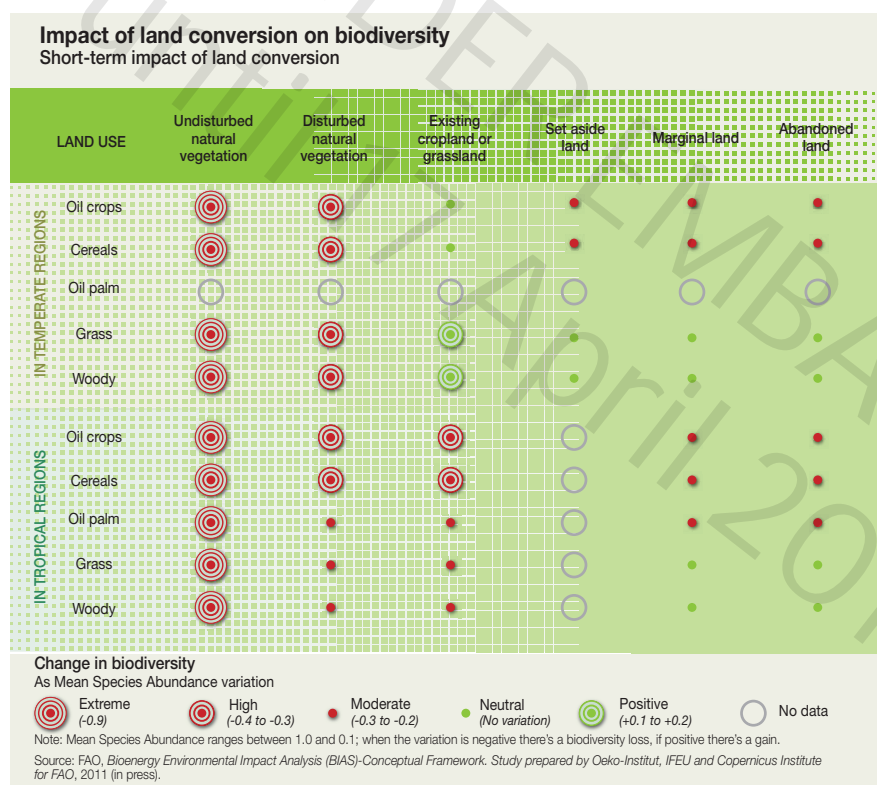 Impact of land conversion on biodiversity
Short-term impact of land conversion
LAND USE
Undisturbed
natural
vegetation
Disturbed
natural
vegetation
Existing
cropland or
grassland
Set aside
land
Marginal land
Abandoned
land
IN TEMPERATE REGIONS
Oil crops
Cereals
Oil palm
Grass
Woody
IN TROPICAL REGIONS
Oil crops
Cereals
Oil palm
Grass
Woody
Change in biodiversity
As Mean Species Abundance variation
Extreme
(-0.9)
High
(-0.4 to -0.3)
Moderate
(-0.3 to -0.2)
Neutral
(No variation)
Positive
(+0.1 to +0.2)
No data
Note: Mean Species Abundance ranges between 1.0 and 0.1; when the variation is negative there's a biodiversity loss, if positive there's a gain.
Source: FAO, Bioenergy Environmental Impact Analysis (BIAS)-Conceptual Framework. Study prepared by Oeko-Institut, IFEU and Copernicus Institute
for FAO, 2011 (in press).
until 17 April 201